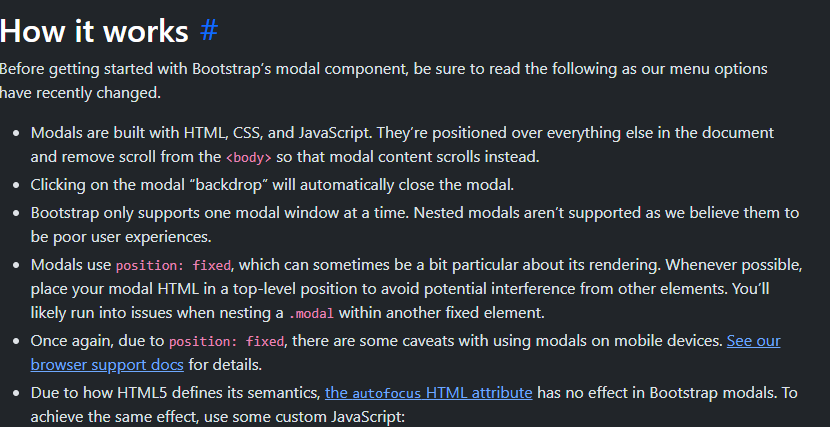 How it works #
Before getting started with Bootstrap’s modal component, be sure to read the following as our menu options
have recently changed.
• Modals are built with HTML, CSS, and JavaScript. They’re positioned over everything else in the document
and remove scroll from the <body> so that modal content scrolls instead.
• Clicking on the modal “backdrop” will automatically close the modal.
• Bootstrap only supports one modal window at a time. Nested modals aren’t supported as we believe them to
be poor user experiences.
• Modals use position: fixed, which can sometimes be a bit particular about its rendering. Whenever possible,
place your modal HTML in a top-level position to avoid potential interference from other elements. You’ll
likely run into issues when nesting a .modal within another fixed element.
• Once again, due to position: fixed, there are some caveats with using modals on mobile devices. See our
browser support docs for details.
• Due to how HTML5 defines its semantics, the autofocus HTML attribute has no effect in Bootstrap modals. To
achieve the same effect, use some custom JavaScript: